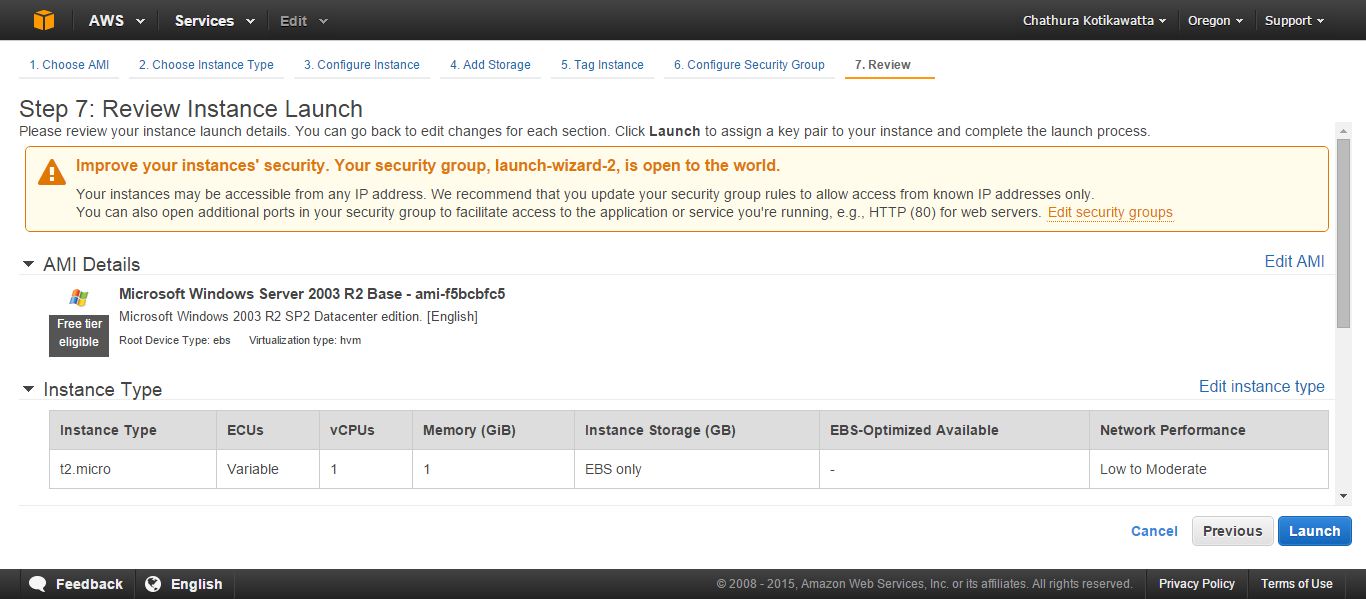 AWS Services Edit Chathura Kotikawatta Oregon Support
1. Choose AMI 2. Choose Instance Type 3. Configure Instance 4. Add Storage 5. Tag Instance 6. Configure Security Group 7. Review
Step 7: Review Instance Launch
Please review your instance launch details. You can go back to edit changes for each section. Click Launch to assign a key pair to your instance and complete the launch process.
Improve your instances' security. Your security group, launch-wizard-2, is open to the world.
Your instances may be accessible from any IP address. We recommend that you update your security group rules to allow access from known IP addresses only.
You can also open additional ports in your security group to facilitate access to the application or service you're running, e.g., HTTP (80) for web servers. Edit security groups
AMI Details Edit AMI
Microsoft Windows Server 2003 R2 Base - ami-f5bcbfc5
Free tier
eligible
Microsoft Windows 2003 R2 SP2 Datacenter edition. [English]
Root Device Type: ebs Virtualization type: hvm
Instance Type Edit instance type
Instance Type ECUs vCPUs Memory (GiB) Instance Storage (GB) EBS-Optimized Available Network Performance
t2.micro Variable 1 1 EBS only - Low to Moderate
Cancel Previous Launch
Feedback English © 2008 - 2015, Amazon Web Services, Inc. or its affiliates. All rights reserved. Privacy Policy Terms of Use